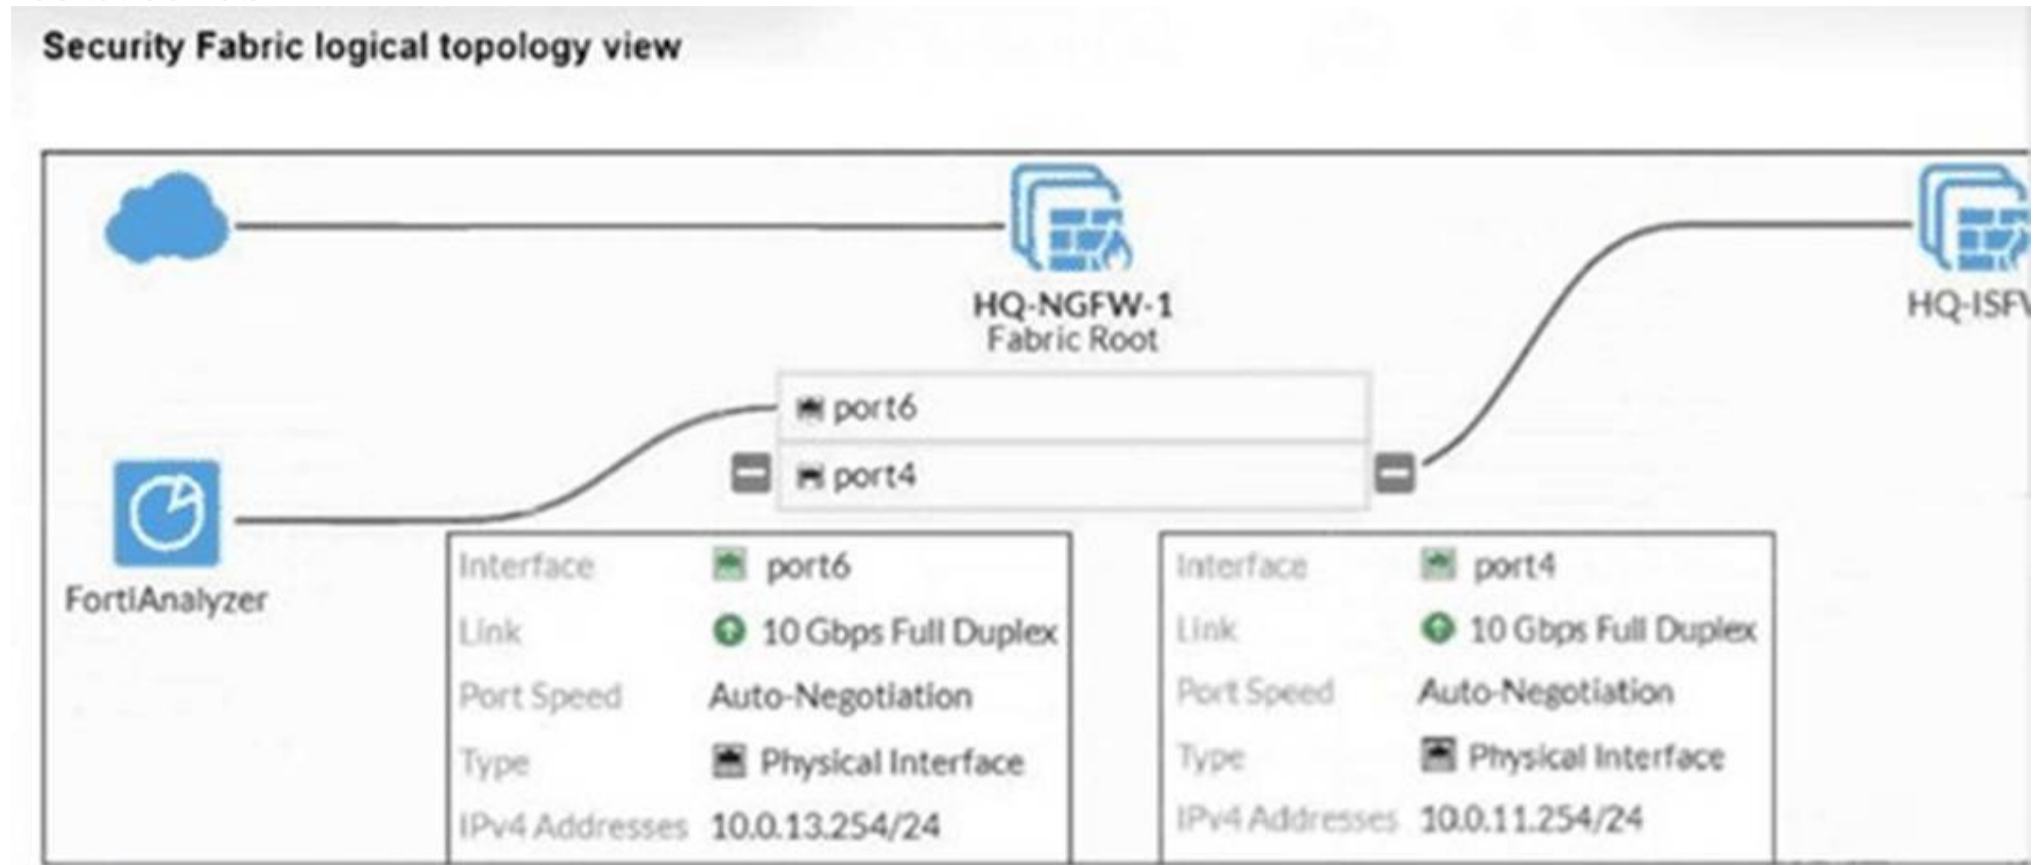 Security Fabric logical topology view
HQ-NGFW-1
Fabric Root
HQ-ISFV
port6
port4
FortiAnalyzer
Interface port6
Link 10 Gbps Full Duplex
Port Speed Auto-Negotiation
Type Physical Interface
IPv4 Addresses 10.0.13.254/24
Interface port4
Link 10 Gbps Full Duplex
Port Speed Auto-Negotiation
Type Physical Interface
IPv4 Addresses 10.0.11.254/24